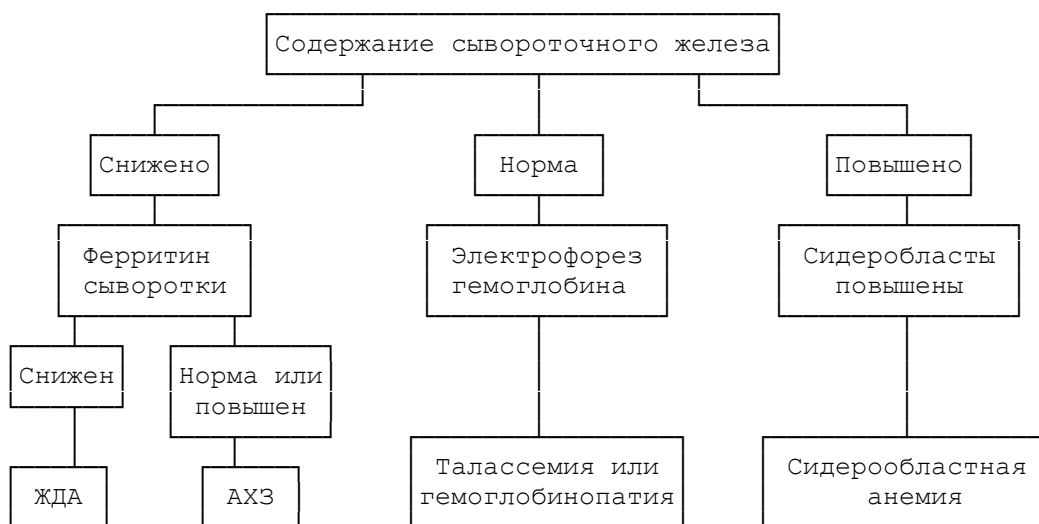 Содержание сывороточного железа
Снижено
Норма
Повышено
Ферритин
сыворотки
Электрофорез
гемоглобина
Сидеробласты
повышены
Снижен
Норма или
повышен
ЖДА
АХЗ
Талассемия или
гемоглобинопатия
Сидерообластная
анемия